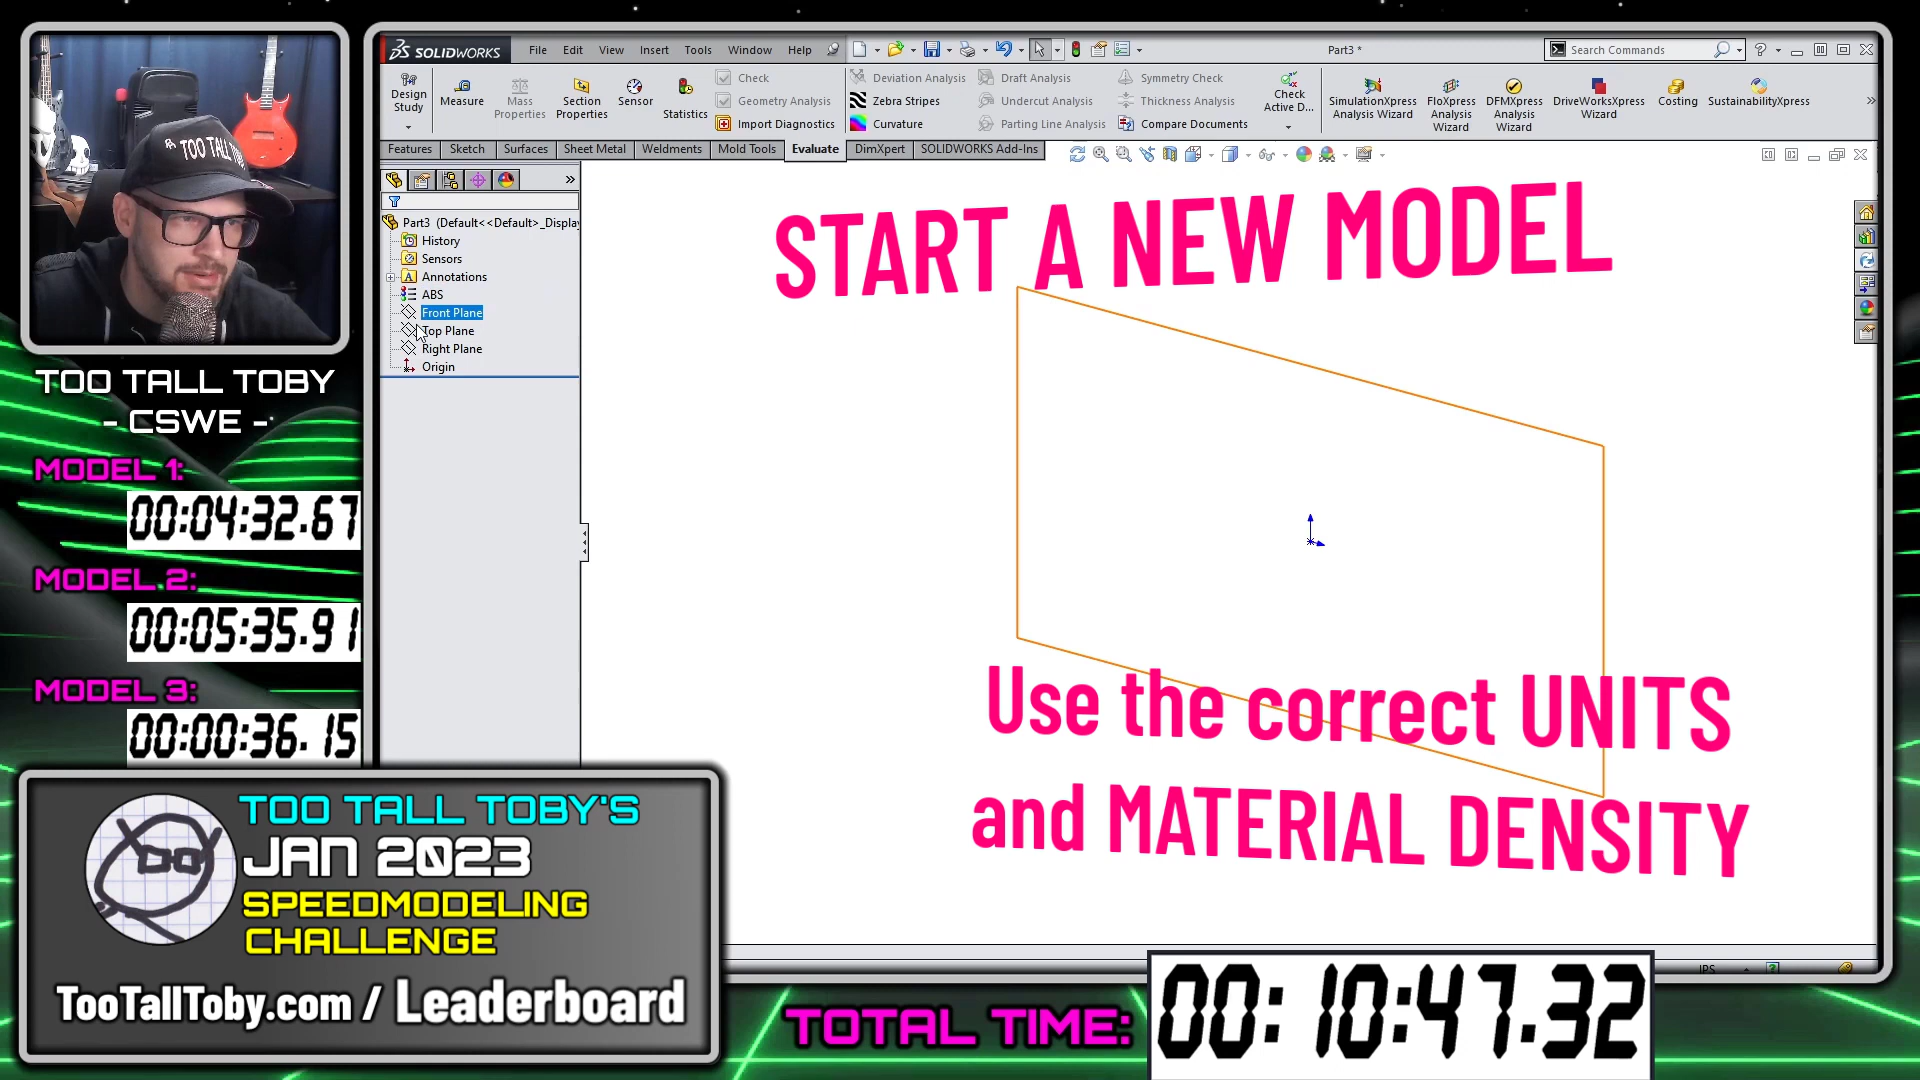 TOO TALL TOBY
- CSWE -
MODEL 1:
00:04:32.67
MODEL 2:
00:05:35.91
MODEL 3:
00:00:36.15
TOO TALL TOBY'S
JAN 2023
SPEEDMODELING
CHALLENGE
TooTallToby.com / Leaderboard
SOLIDWORKS
File Edit View Insert Tools Window Help
Part3 *
Search Commands
Design Study
Measure
Mass Properties
Section Properties
Sensor
Statistics
Check
Geometry Analysis
Import Diagnostics
Deviation Analysis
Zebra Stripes
Curvature
Draft Analysis
Undercut Analysis
Parting Line Analysis
Symmetry Check
Thickness Analysis
Compare Documents
Check Active D...
SimulationXpress Analysis Wizard
FloXpress Analysis Wizard
DFMXpress Analysis Wizard
DriveWorksXpress Wizard
Costing
SustainabilityXpress
Features Sketch Surfaces Sheet Metal Weldments Mold Tools Evaluate DimXpert SOLIDWORKS Add-Ins
Part3 (Default<<Default>_Displa
History
Sensors
Annotations
ABS
Front Plane
Top Plane
Right Plane
Origin
START A NEW MODEL
Use the correct UNITS
and MATERIAL DENSITY
IPS
TOTAL TIME:
00:10:47.32